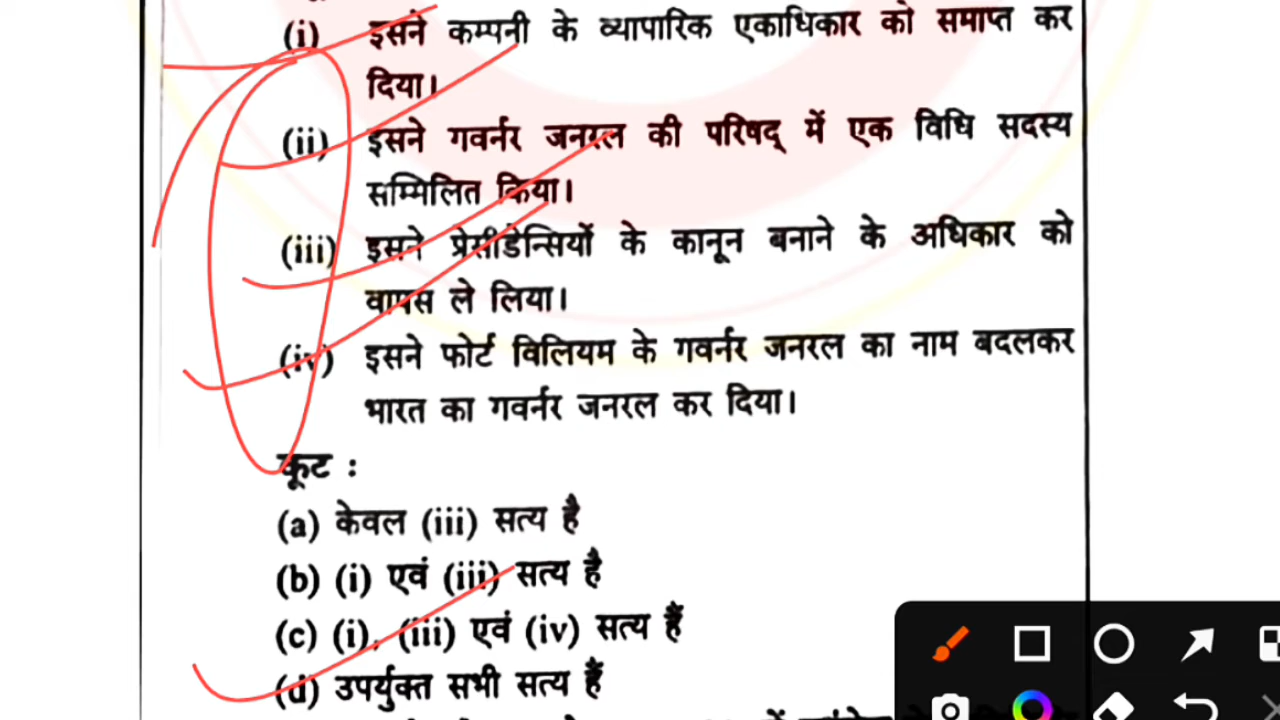 (i) इसने कम्पनी के व्यापारिक एकाधिकार को समाप्त कर
दिया।
(ii) इसने गवर्नर जनरल की परिषद् में एक विधि सदस्य
सम्मिलित किया।
(iii) इसने प्रेसीडेन्सियों के कानून बनाने के अधिकार को
वापस ले लिया।
(iv) इसने फोर्ट विलियम के गवर्नर जनरल का नाम बदलकर
भारत का गवर्नर जनरल कर दिया।
कूट :
(a) केवल (iii) सत्य है
(b) (i) एवं (iii) सत्य है
(c) (i), (iii) एवं (iv) सत्य हैं
(d) उपर्युक्त सभी सत्य हैं